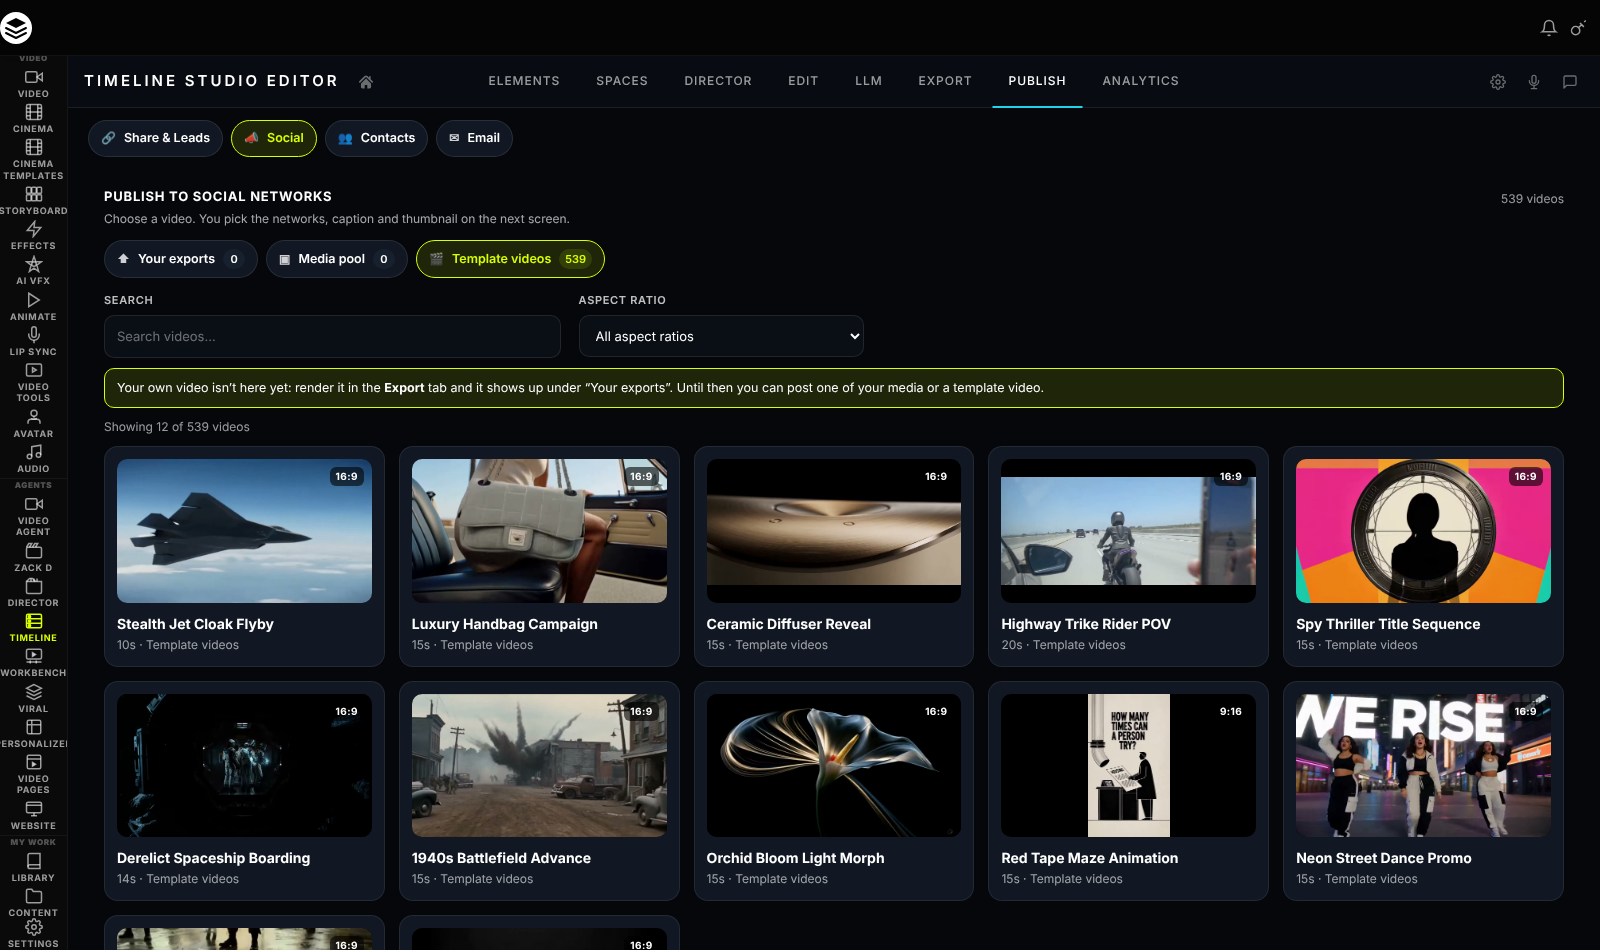 TIMELINE STUDIO EDITOR
ELEMENTS
SPACES
DIRECTOR
EDIT
LLM
EXPORT
PUBLISH
ANALYTICS
VIDEO
VIDEO
CINEMA
CINEMA
TEMPLATES
STORYBOARD
EFFECTS
AI VFX
ANIMATE
LIP SYNC
VIDEO
TOOLS
AVATAR
AUDIO
AGENTS
VIDEO
AGENT
ZACK D
DIRECTOR
TIMELINE
WORKBENCH
VIRAL
PERSONALIZE
VIDEO
PAGES
WEBSITE
MY WORK
LIBRARY
CONTENT
SETTINGS
Share & Leads
Social
Contacts
Email
PUBLISH TO SOCIAL NETWORKS
539 videos
Choose a video. You pick the networks, caption and thumbnail on the next screen.
Your exports 0
Media pool 0
Template videos 539
SEARCH
ASPECT RATIO
Search videos...
All aspect ratios
Your own video isn't here yet: render it in the Export tab and it shows up under “Your exports”. Until then you can post one of your media or a template video.
Showing 12 of 539 videos
16:9
Stealth Jet Cloak Flyby
10s · Template videos
16:9
Luxury Handbag Campaign
15s · Template videos
16:9
Ceramic Diffuser Reveal
15s · Template videos
16:9
Highway Trike Rider POV
20s · Template videos
16:9
Spy Thriller Title Sequence
15s · Template videos
16:9
Derelict Spaceship Boarding
14s · Template videos
16:9
1940s Battlefield Advance
15s · Template videos
16:9
Orchid Bloom Light Morph
15s · Template videos
9:16
HOW MANY
TIMES CAN
A PERSON
TRY?
Red Tape Maze Animation
15s · Template videos
16:9
WE RISE
Neon Street Dance Promo
15s · Template videos
16:9
16:9